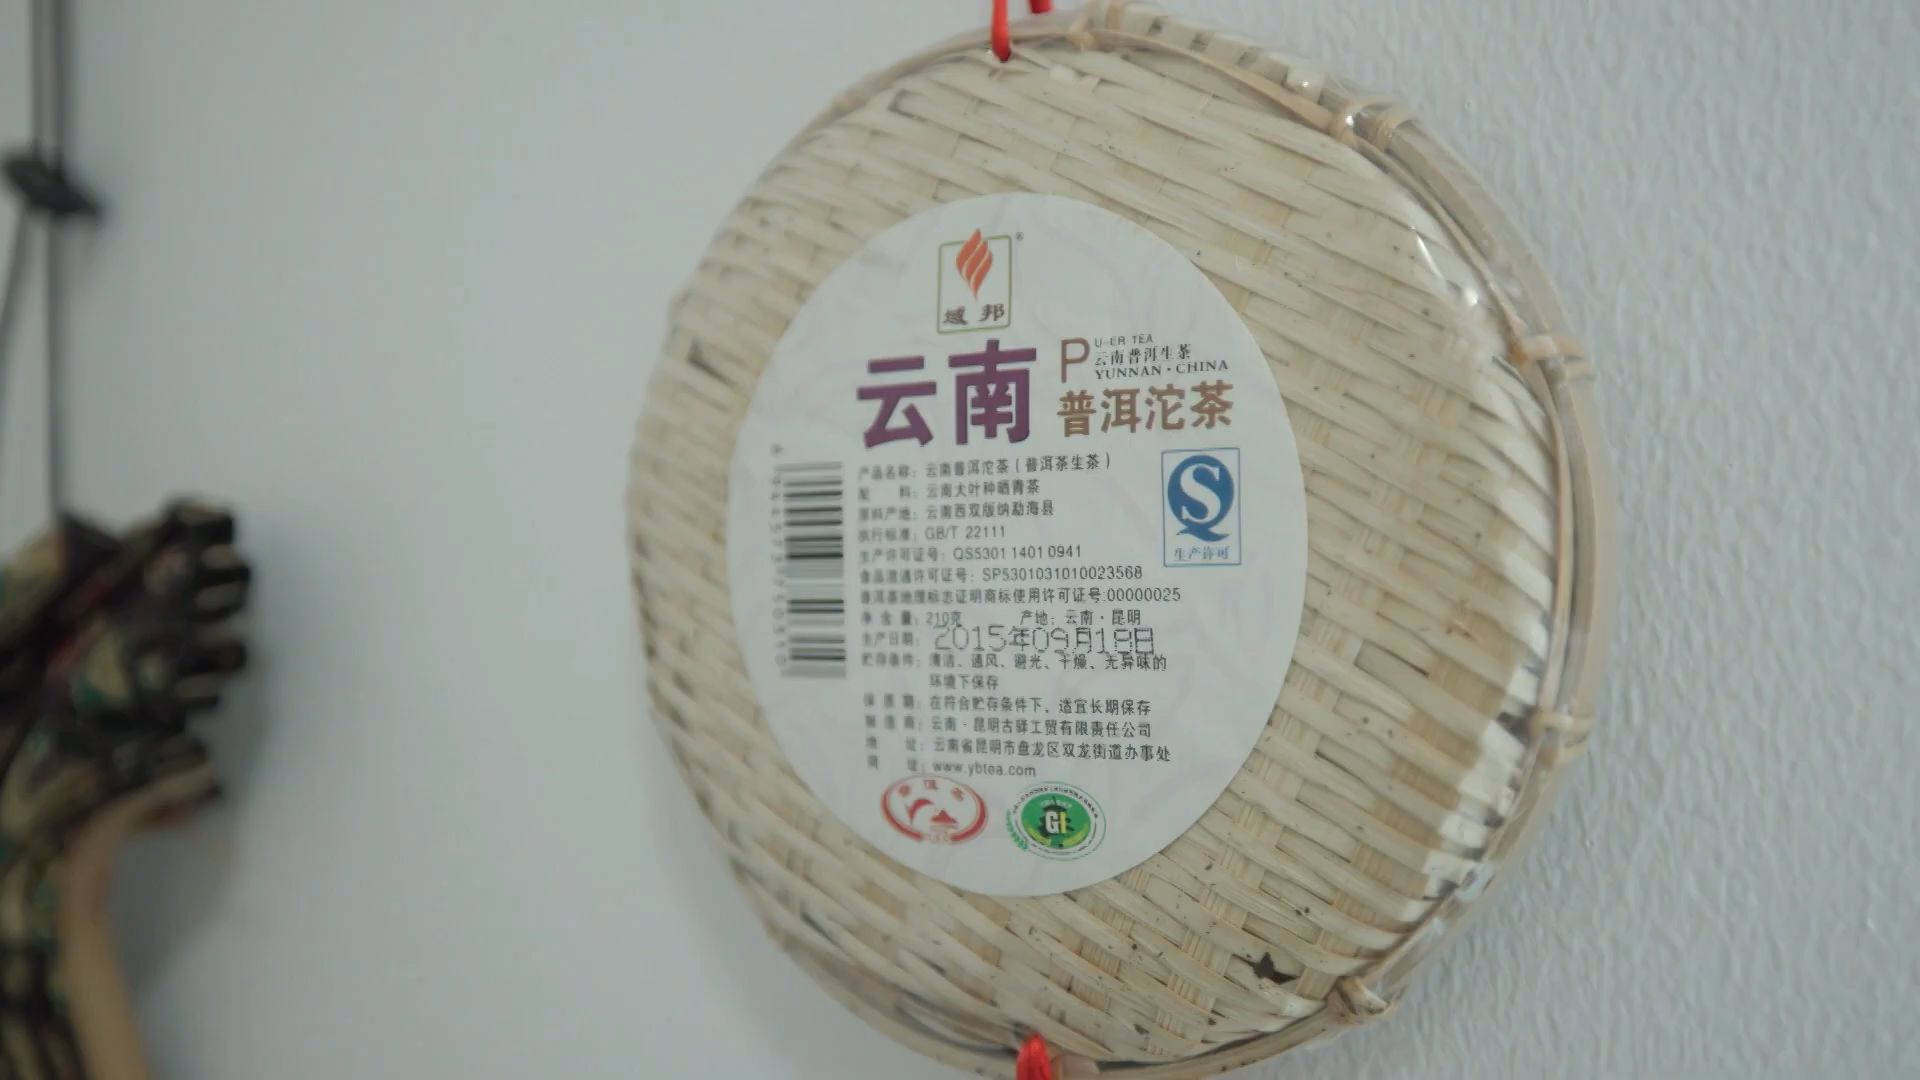 域邦®
云南
PU-ER TEA
云南普洱生茶
YUNNAN·CHINA
普洱沱茶
产品名称：云南普洱沱茶（普洱茶生茶）
配 料：云南大叶种晒青茶
原料产地：云南西双版纳勐海县
执行标准：GB/T 22111
生产许可证号：QS5301 1401 0941
食品流通许可证号：SP5301031010023568
普洱茶地理标志证明商标使用许可证号:00000025
净含量：210克 产地：云南·昆明
生产日期：2015年09月18日
贮存条件：清洁、通风、避光、干燥、无异味的
环境下保存
保质期：在符合贮存条件下，适宜长期保存
制造商：云南·昆明古驿工贸有限责任公司
地 址：云南省昆明市盘龙区双龙街道办事处
网 址：www.ybtea.com
QS
生产许可
普洱茶
GI